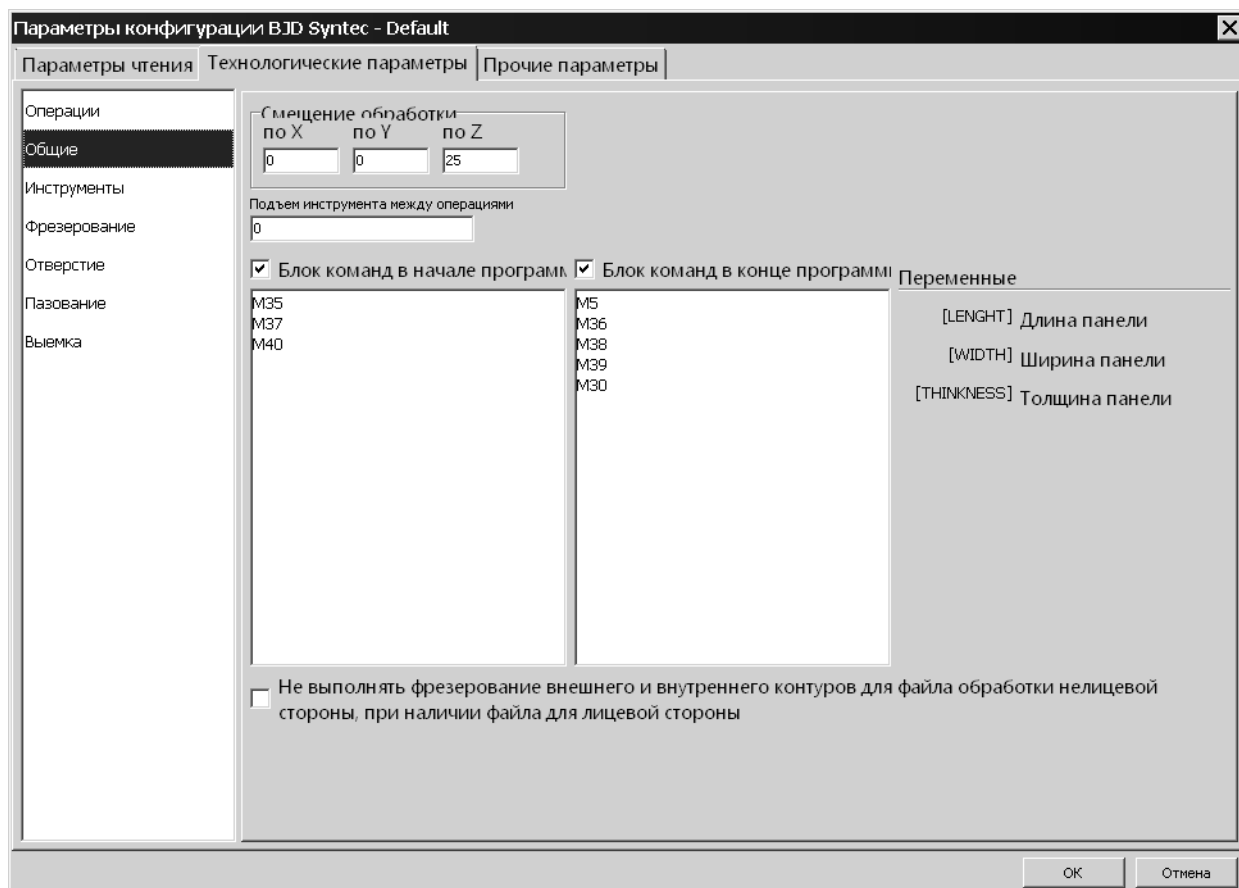 Параметры конфигурации BJD Syntec - Default
Параметры чтения
Технологические параметры
Прочие параметры
Операции
Общие
Инструменты
Фрезерование
Отверстие
Пазование
Выемка
Смещение обработки
по X по Y по Z
0 0 25
Подъем инструмента между операциями
0
Блок команд в начале программ
M35
M37
M40
Блок команд в конце программ
M5
M36
M38
M39
M30
Переменные
[LENGHT] Длина панели
[WIDTH] Ширина панели
[THINKNESS] Толщина панели
Не выполнять фрезерование внешнего и внутреннего контуров для файла обработки нелицевой
стороны, при наличии файла для лицевой стороны
OK
Отмена